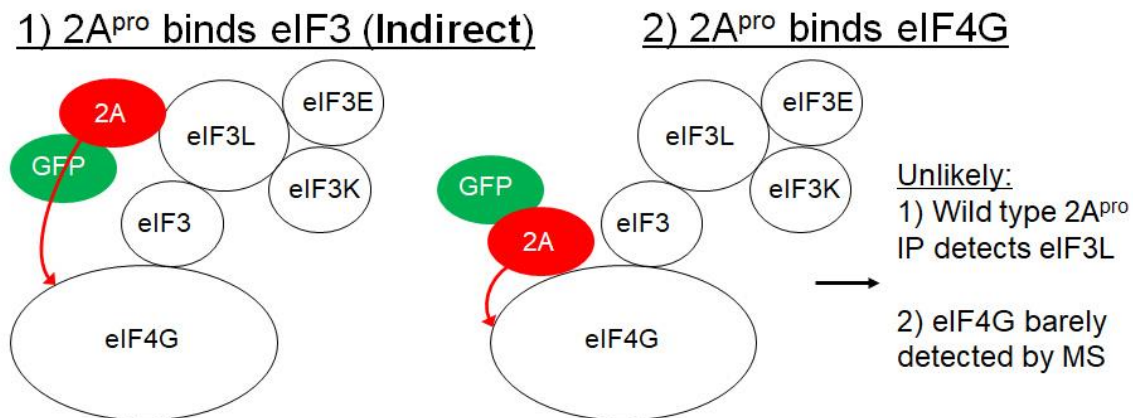 1) 2Aᵖʳᵒ binds eIF3 (Indirect)
2A
GFP
eIF3L
eIF3E
eIF3K
eIF3
eIF4G
2) 2Aᵖʳᵒ binds eIF4G
GFP
2A
eIF3L
eIF3E
eIF3K
eIF3
eIF4G
Unlikely:
1) Wild type 2Aᵖʳᵒ
IP detects eIF3L
2) eIF4G barely
detected by MS